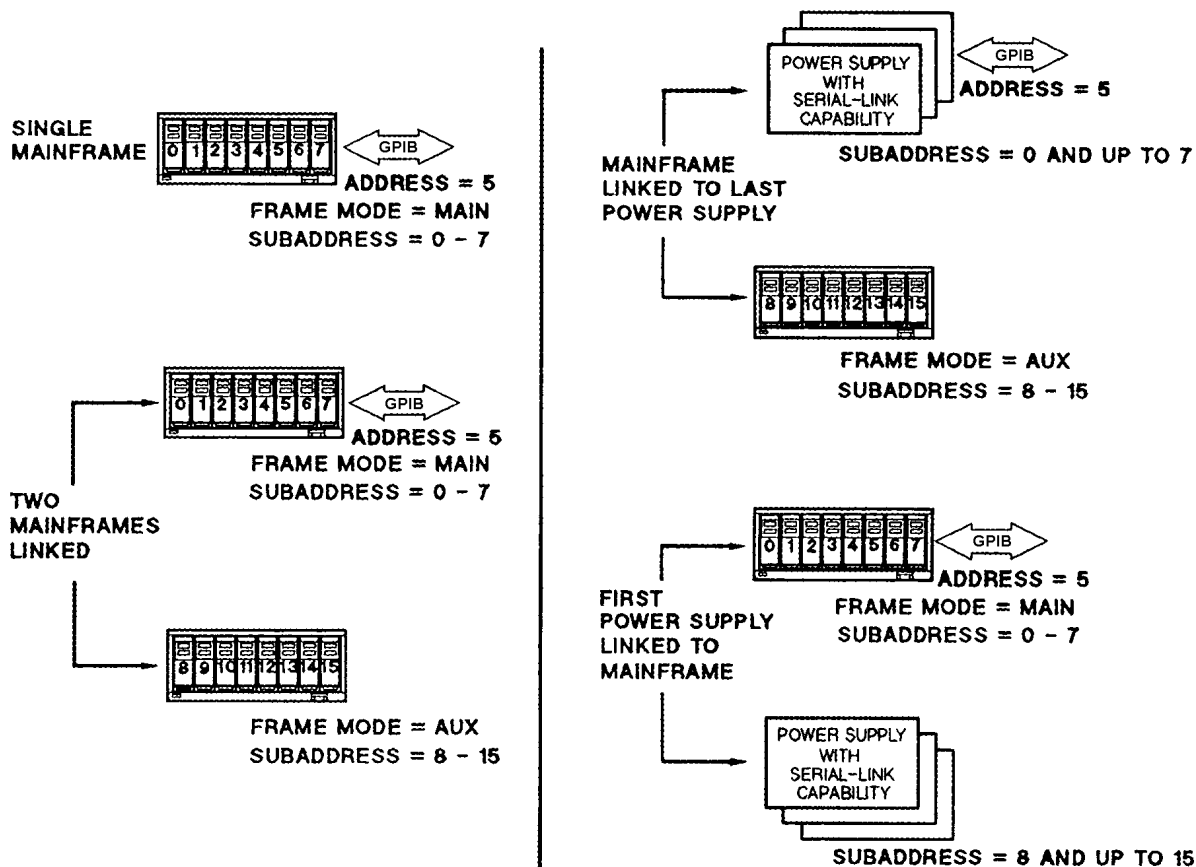 SINGLE
MAINFRAME
0 1 2 3 4 5 6 7
GPIB
ADDRESS = 5
FRAME MODE = MAIN
SUBADDRESS = 0 - 7
TWO
MAINFRAMES
LINKED
0 1 2 3 4 5 6 7
GPIB
ADDRESS = 5
FRAME MODE = MAIN
SUBADDRESS = 0 - 7
8 9 10 11 12 13 14 15
FRAME MODE = AUX
SUBADDRESS = 8 - 15
MAINFRAME
LINKED TO LAST
POWER SUPPLY
POWER SUPPLY
WITH
SERIAL-LINK
CAPABILITY
GPIB
ADDRESS = 5
SUBADDRESS = 0 AND UP TO 7
8 9 10 11 12 13 14 15
FRAME MODE = AUX
SUBADDRESS = 8 - 15
FIRST
POWER SUPPLY
LINKED TO
MAINFRAME
0 1 2 3 4 5 6 7
GPIB
ADDRESS = 5
FRAME MODE = MAIN
SUBADDRESS = 0 - 7
POWER SUPPLY
WITH
SERIAL-LINK
CAPABILITY
SUBADDRESS = 8 AND UP TO 15